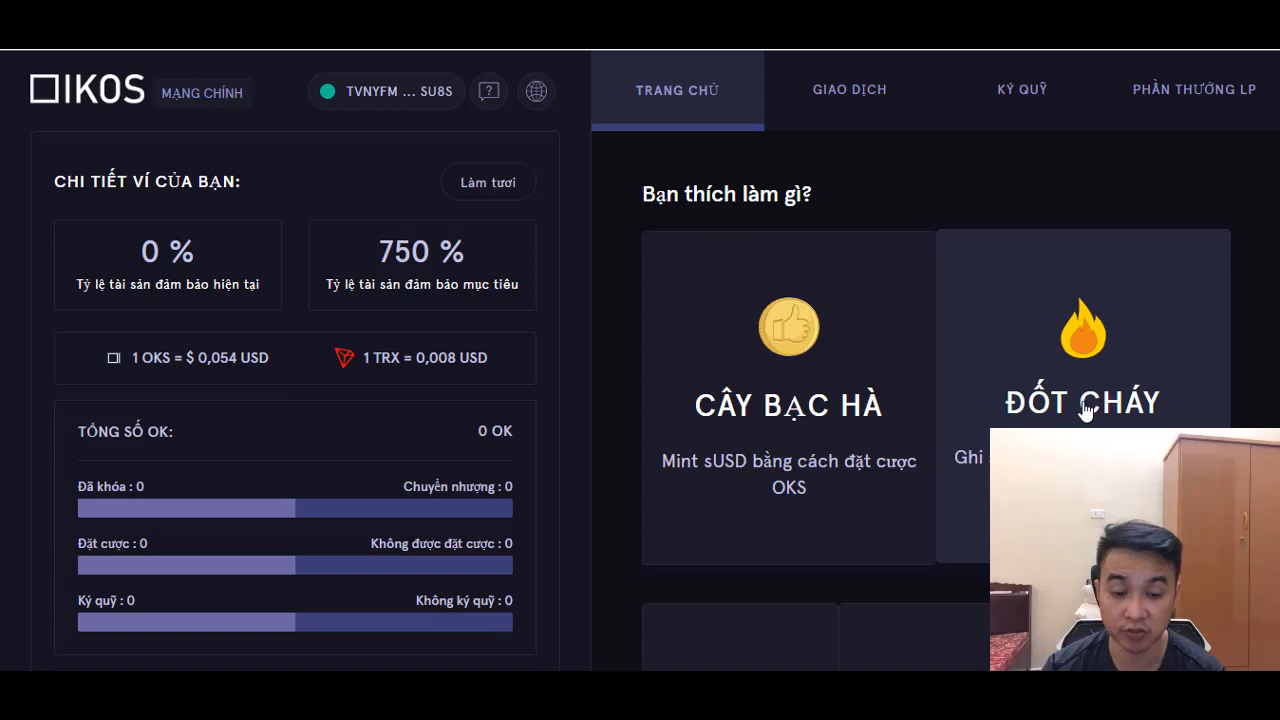 OIKOS
MẠNG CHÍNH
TVNYFM ... SU8S
TRANG CHỦ
GIAO DỊCH
KÝ QUỸ
PHẦN THƯỞNG LP
CHI TIẾT VÍ CỦA BẠN:
Làm tươi
0 %
Tỷ lệ tài sản đảm bảo hiện tại
750 %
Tỷ lệ tài sản đảm bảo mục tiêu
1 OKS = $ 0,054 USD
1 TRX = 0,008 USD
TỔNG SỐ OK:
0 OK
Đã khóa : 0
Chuyển nhượng : 0
Đặt cược : 0
Không được đặt cược : 0
Ký quỹ : 0
Không ký quỹ : 0
Bạn thích làm gì?
CÂY BẠC HÀ
Mint sUSD bằng cách đặt cược
OKS
ĐỐT CHÁY
Ghi